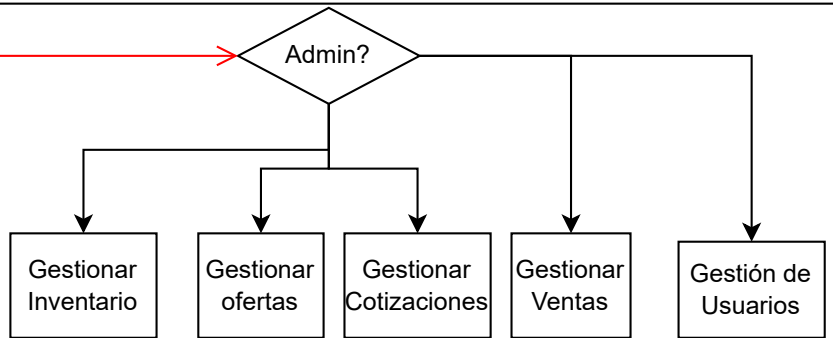 Admin?
Gestionar
Inventario
Gestionar
ofertas
Gestionar
Cotizaciones
Gestionar
Ventas
Gestión de
Usuarios